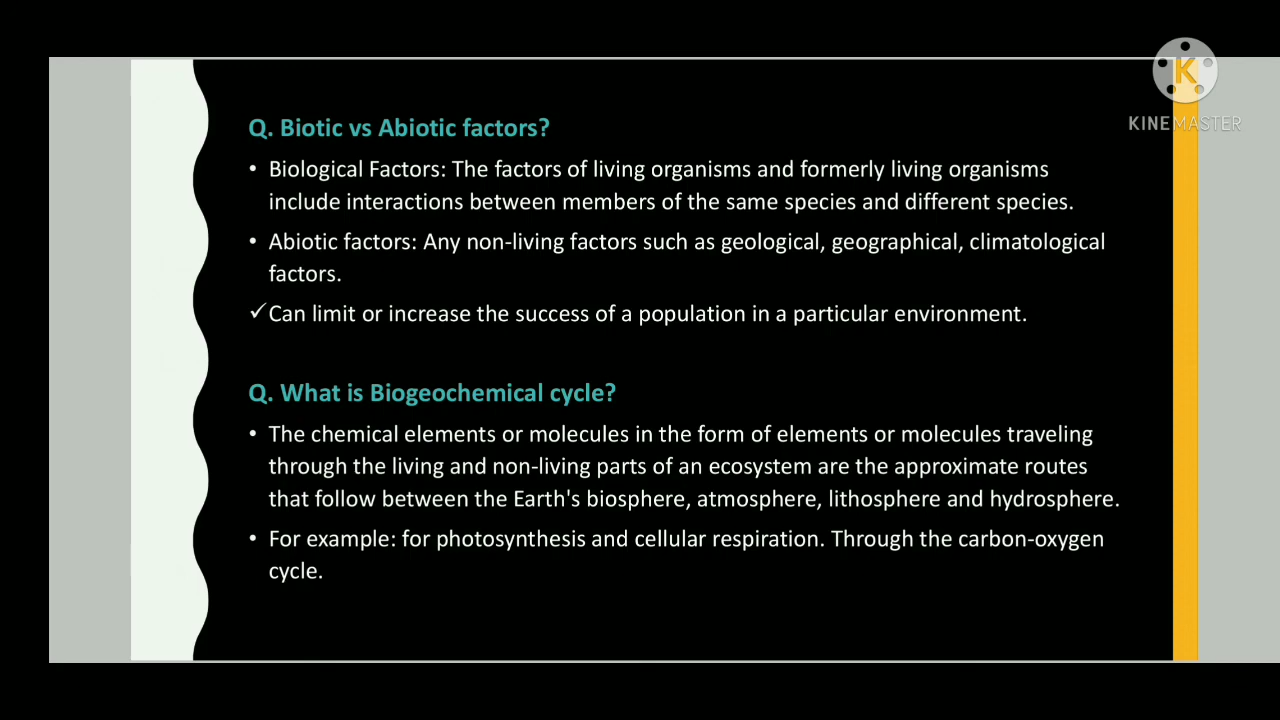 K
KINEMASTER
Q. Biotic vs Abiotic factors?
• Biological Factors: The factors of living organisms and formerly living organisms
include interactions between members of the same species and different species.
• Abiotic factors: Any non-living factors such as geological, geographical, climatological
factors.
✓Can limit or increase the success of a population in a particular environment.
Q. What is Biogeochemical cycle?
• The chemical elements or molecules in the form of elements or molecules traveling
through the living and non-living parts of an ecosystem are the approximate routes
that follow between the Earth's biosphere, atmosphere, lithosphere and hydrosphere.
• For example: for photosynthesis and cellular respiration. Through the carbon-oxygen
cycle.